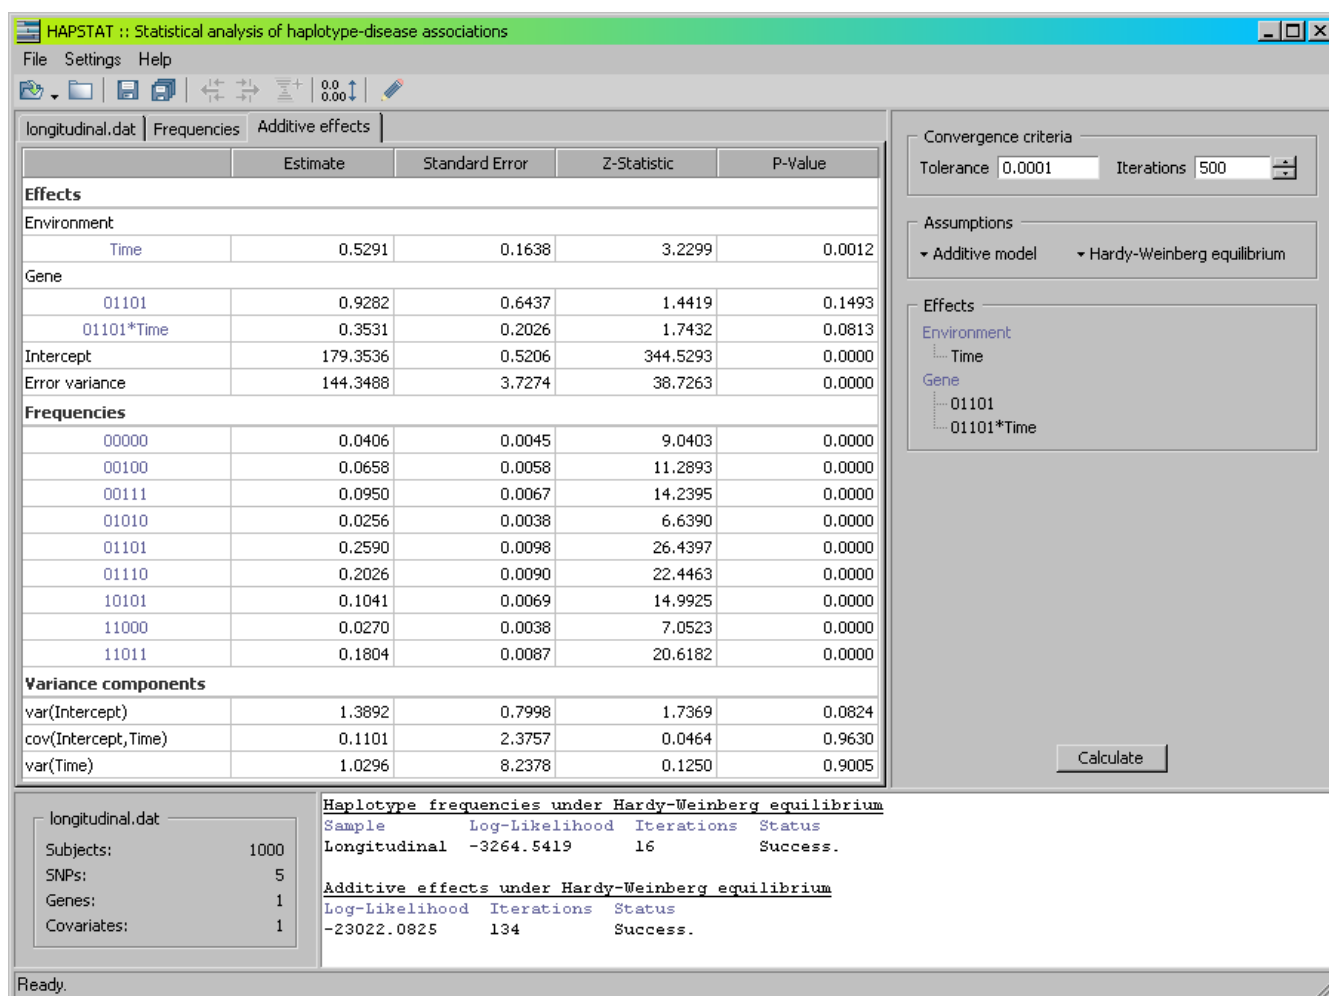 HAPSTAT :: Statistical analysis of haplotype-disease associations
File Settings Help
0.0
0.00
longitudinal.dat Frequencies Additive effects
Estimate Standard Error Z-Statistic P-Value
Effects
Environment
Time 0.5291 0.1638 3.2299 0.0012
Gene
01101 0.9282 0.6437 1.4419 0.1493
01101*Time 0.3531 0.2026 1.7432 0.0813
Intercept 179.3536 0.5206 344.5293 0.0000
Error variance 144.3488 3.7274 38.7263 0.0000
Frequencies
00000 0.0406 0.0045 9.0403 0.0000
00100 0.0658 0.0058 11.2893 0.0000
00111 0.0950 0.0067 14.2395 0.0000
01010 0.0256 0.0038 6.6390 0.0000
01101 0.2590 0.0098 26.4397 0.0000
01110 0.2026 0.0090 22.4463 0.0000
10101 0.1041 0.0069 14.9925 0.0000
11000 0.0270 0.0038 7.0523 0.0000
11011 0.1804 0.0087 20.6182 0.0000
Variance components
var(Intercept) 1.3892 0.7998 1.7369 0.0824
cov(Intercept,Time) 0.1101 2.3757 0.0464 0.9630
var(Time) 1.0296 8.2378 0.1250 0.9005
Convergence criteria
Tolerance 0.0001 Iterations 500
Assumptions
Additive model Hardy-Weinberg equilibrium
Effects
Environment
Time
Gene
01101
01101*Time
Calculate
longitudinal.dat
Subjects: 1000
SNPs: 5
Genes: 1
Covariates: 1
Haplotype frequencies under Hardy-Weinberg equilibrium
Sample Log-Likelihood Iterations Status
Longitudinal -3264.5419 16 Success.
Additive effects under Hardy-Weinberg equilibrium
Log-Likelihood Iterations Status
-23022.0825 134 Success.
Ready.